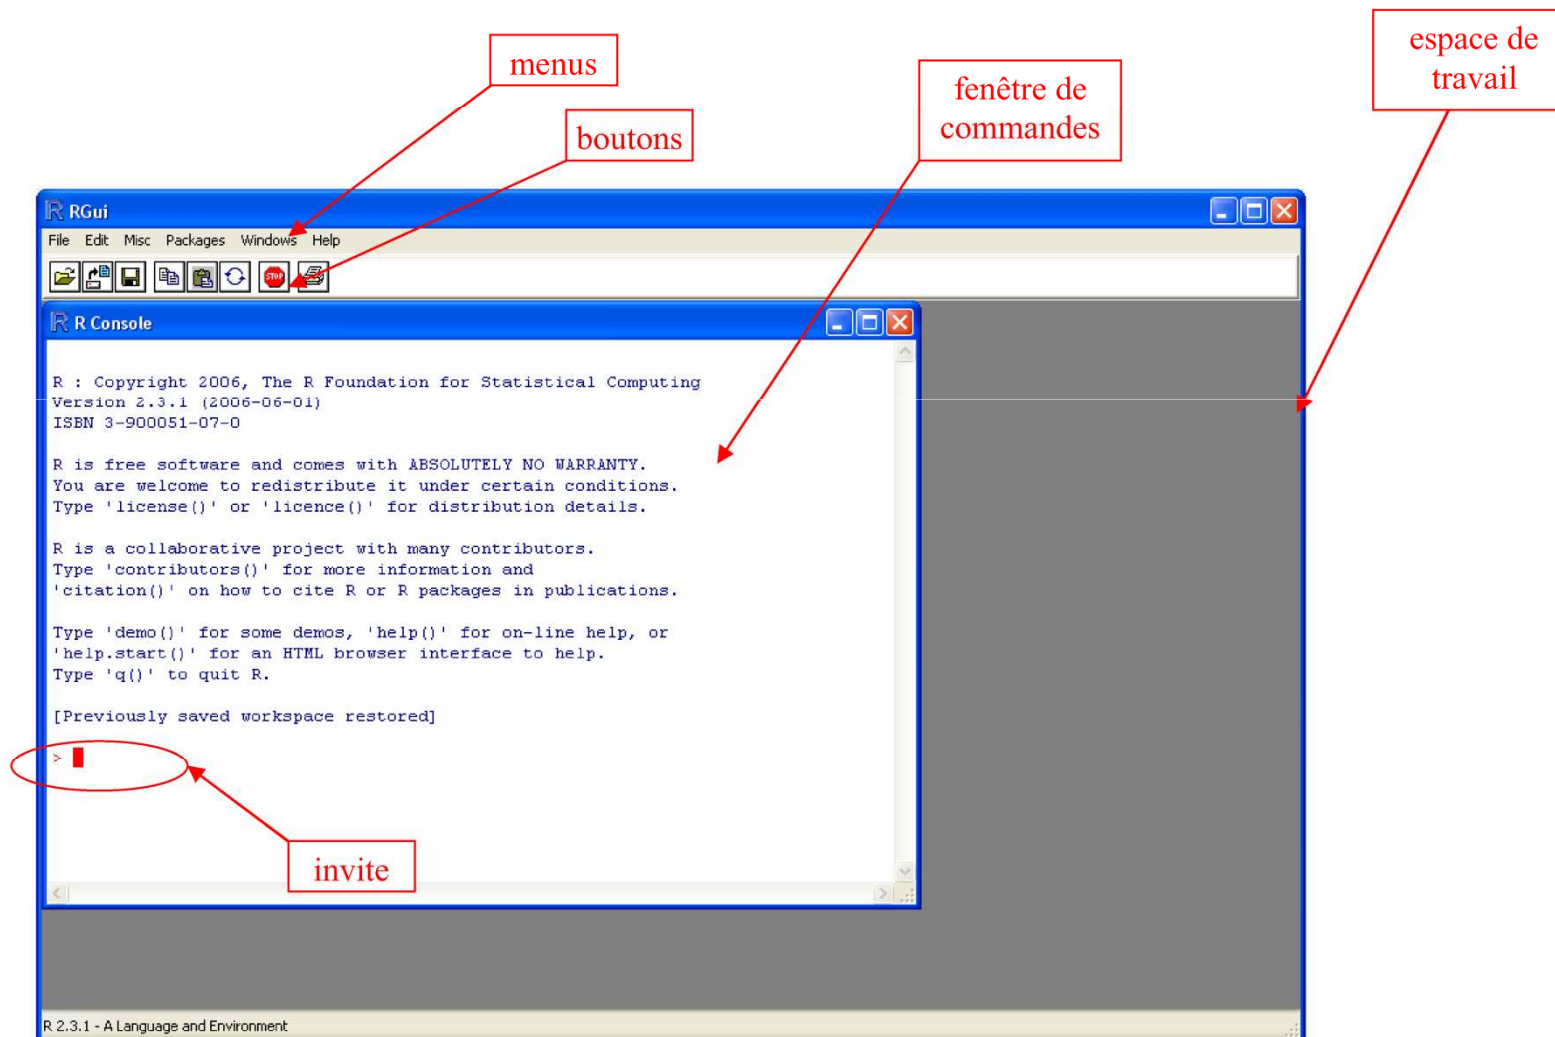 menus
boutons
fenêtre de
commandes
espace de
travail
RGui
File Edit Misc Packages Windows Help
STOP
R Console
R : Copyright 2006, The R Foundation for Statistical Computing
Version 2.3.1 (2006-06-01)
ISBN 3-900051-07-0
R is free software and comes with ABSOLUTELY NO WARRANTY.
You are welcome to redistribute it under certain conditions.
Type 'license()' or 'licence()' for distribution details.
R is a collaborative project with many contributors.
Type 'contributors()' for more information and
'citation()' on how to cite R or R packages in publications.
Type 'demo()' for some demos, 'help()' for on-line help, or
'help.start()' for an HTML browser interface to help.
Type 'q()' to quit R.
[Previously saved workspace restored]
>
invite
R 2.3.1 - A Language and Environment